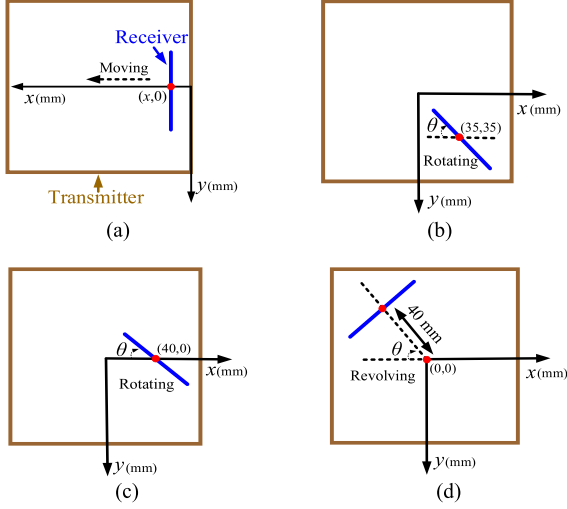 Receiver
Moving
x(mm)
(x,0)
y(mm)
Transmitter
(a)
θ
(35,35)
x(mm)
Rotating
y(mm)
(b)
θ
(40,0)
x(mm)
Rotating
y(mm)
(c)
40 mm
θ
(0,0)
x(mm)
Revolving
y(mm)
(d)